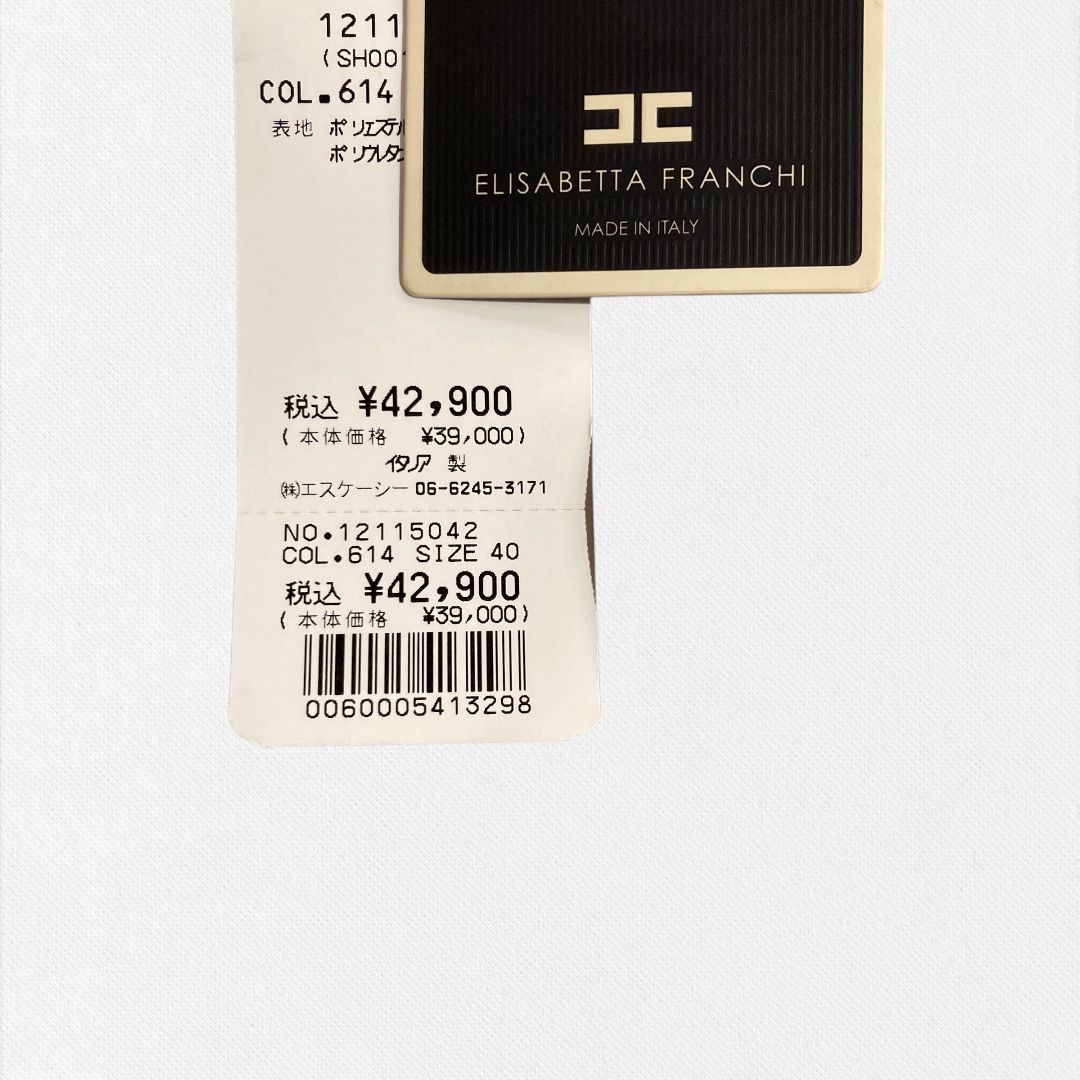 1211
(SH00
COL.614
表地 ポリエステル
ポリウレタン
ELISABETTA FRANCHI
MADE IN ITALY
税込 ¥42,900
(本体価格 ¥39,000)
イタリア 製
㈱エスケーシー 06-6245-3171
NO.12115042
COL.614 SIZE 40
税込 ¥42,900
(本体価格 ¥39,000)
0060005413298